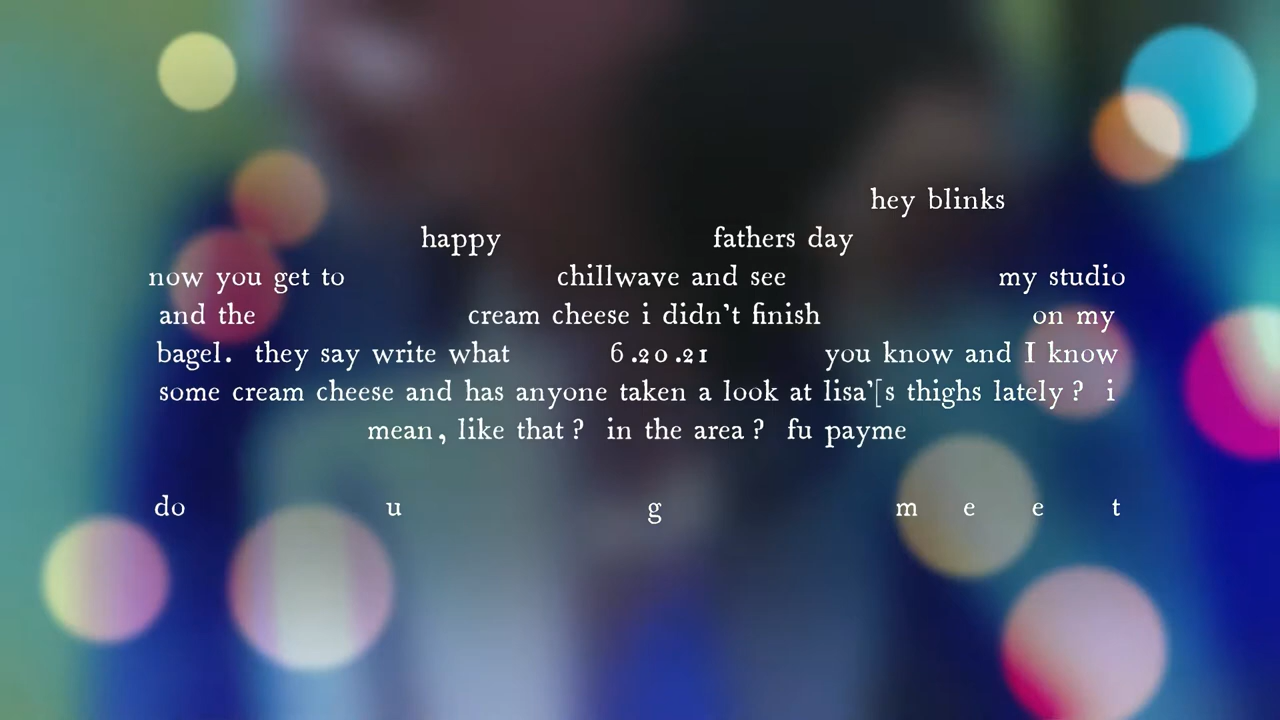 hey blinks
happy fathers day
now you get to chillwave and see my studio
and the cream cheese i didn't finish on my
bagel. they say write what 6.20.21 you know and I know
some cream cheese and has anyone taken a look at lisa'[s thighs lately? i
mean, like that? in the area? fu payme
do u g m e e t